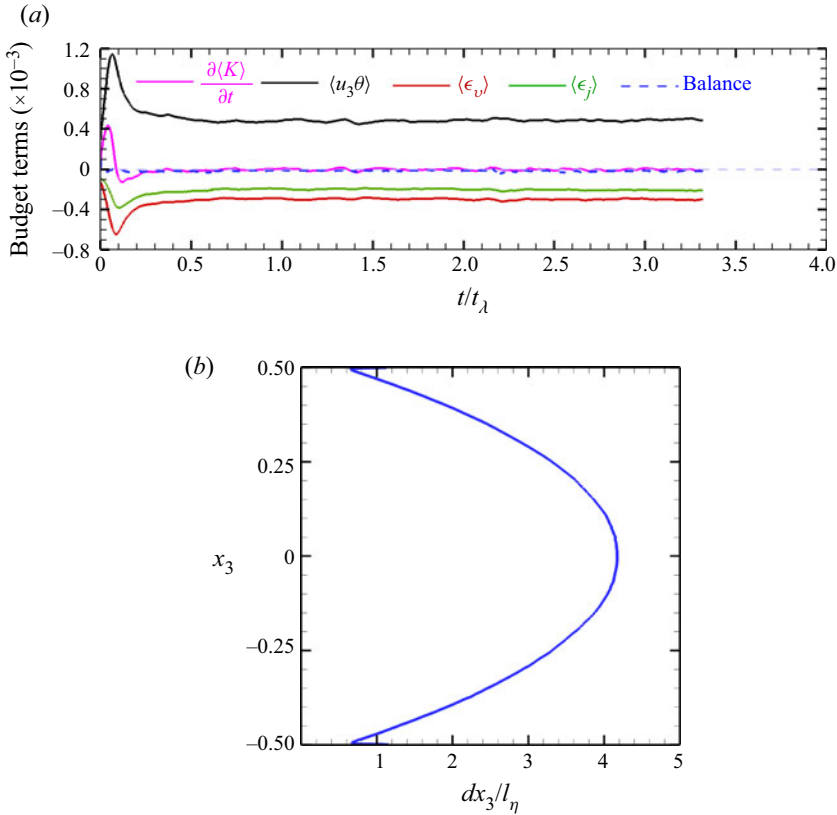 (a)
1.2
0.8
0.4
0
–0.4
–0.8
Budget terms (×10⁻³)
∂⟨K⟩
∂t
⟨u₃θ⟩
⟨ϵ_υ⟩
⟨ϵ_j⟩
Balance
0 0.5 1.0 1.5 2.0 2.5 3.0 3.5 4.0
t/t_λ
(b)
0.50
0.25
0
–0.25
–0.50
x₃
1 2 3 4 5
dx₃/l_η